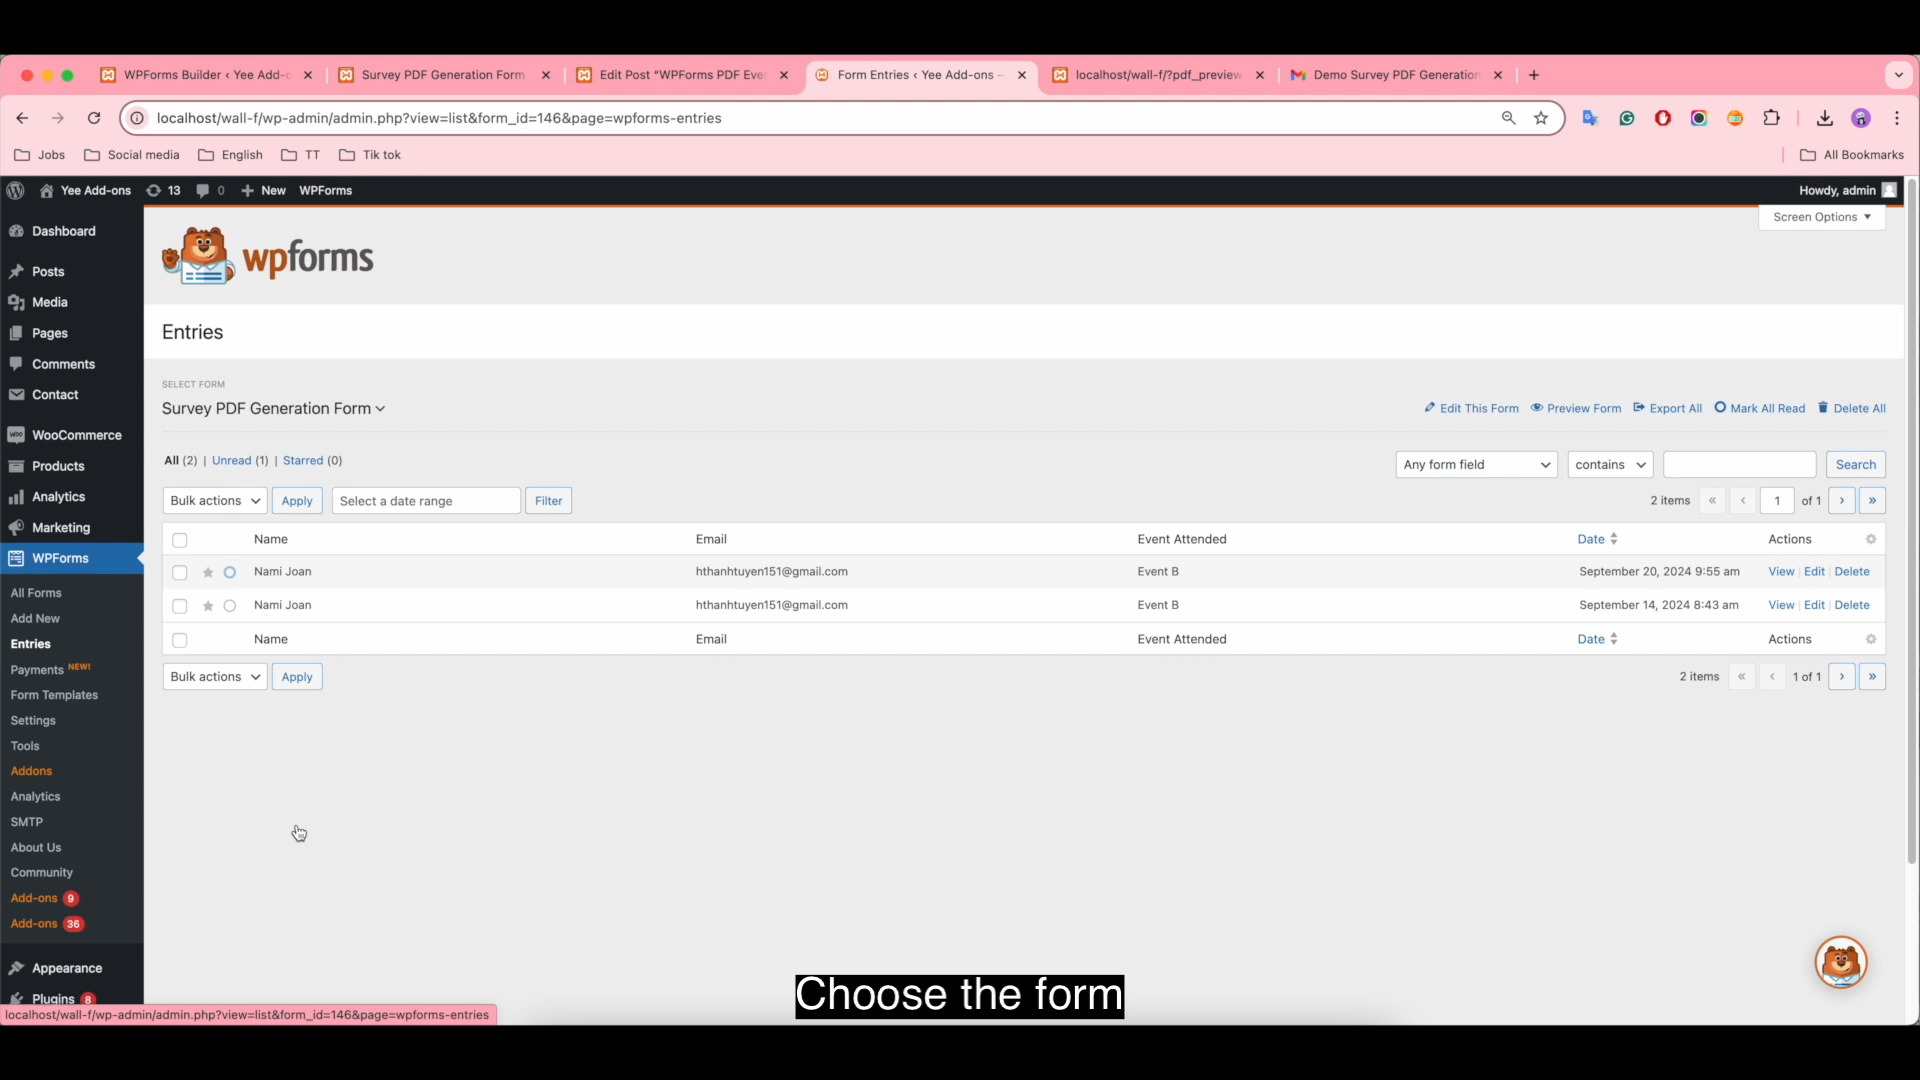 WPForms Builder ‹ Yee Add-o
Survey PDF Generation Form
Edit Post "WPForms PDF Eve
Form Entries ‹ Yee Add-ons –
localhost/wall-f/?pdf_preview
Demo Survey PDF Generation
localhost/wall-f/wp-admin/admin.php?view=list&form_id=146&page=wpforms-entries
Jobs
Social media
English
TT
Tik tok
All Bookmarks
Yee Add-ons
13
0
New
WPForms
Howdy, admin
Screen Options
Dashboard
Posts
Media
Pages
Comments
Contact
WooCommerce
Products
Analytics
Marketing
WPForms
All Forms
Add New
Entries
Payments NEW!
Form Templates
Settings
Tools
Addons
Analytics
SMTP
About Us
Community
Add-ons 9
Add-ons 36
Appearance
Plugins 8
wpforms
Entries
SELECT FORM
Survey PDF Generation Form
Edit This Form
Preview Form
Export All
Mark All Read
Delete All
All (2) | Unread (1) | Starred (0)
Any form field
contains
Search
Bulk actions
Apply
Select a date range
Filter
2 items « ‹ 1 of 1 › »
Name Email Event Attended Date Actions
Nami Joan hthanhtuyen151@gmail.com Event B September 20, 2024 9:55 am View | Edit | Delete
Nami Joan hthanhtuyen151@gmail.com Event B September 14, 2024 8:43 am View | Edit | Delete
Name Email Event Attended Date Actions
Bulk actions
Apply
2 items « ‹ 1 of 1 › »
Choose the form
localhost/wall-f/wp-admin/admin.php?view=list&form_id=146&page=wpforms-entries